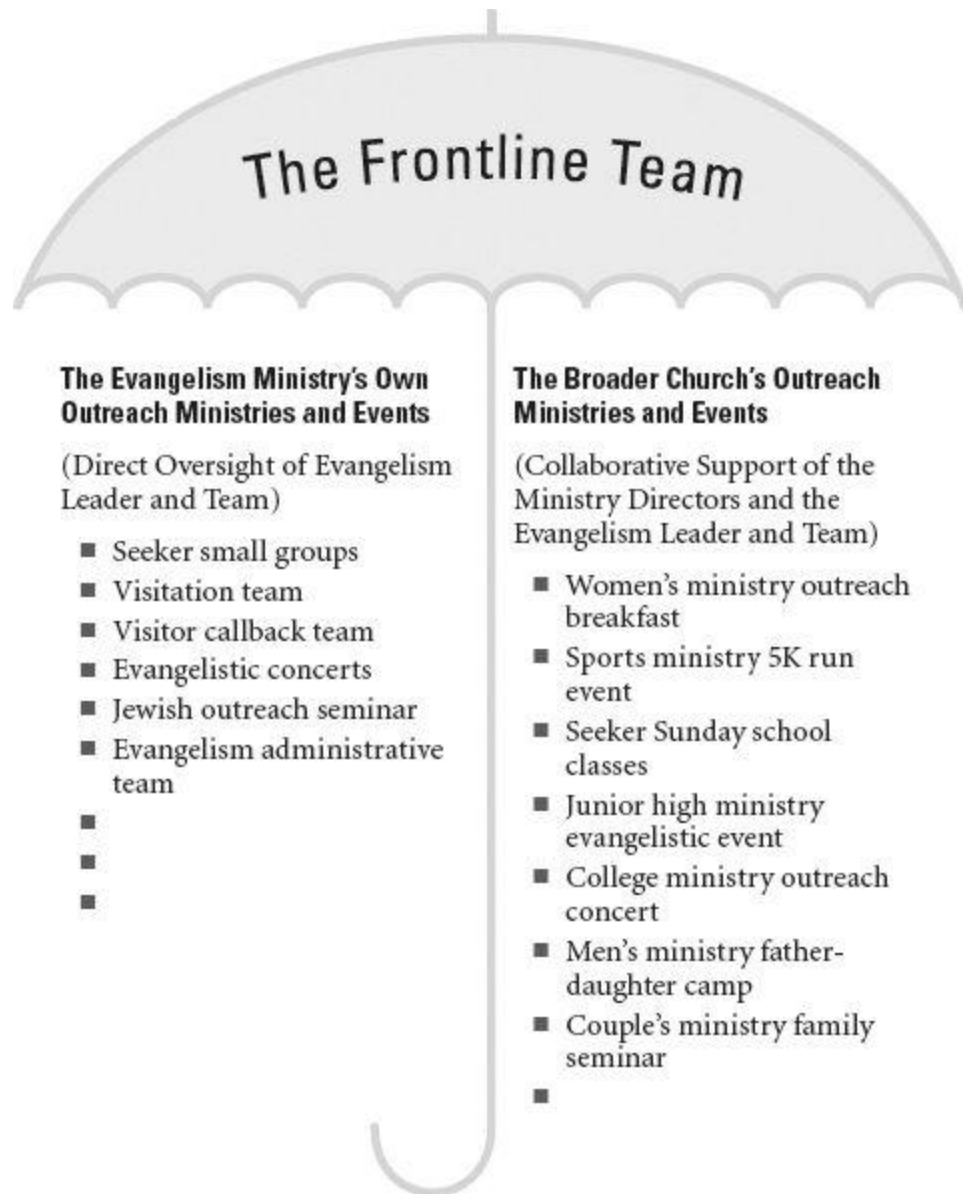 The Frontline Team
The Evangelism Ministry's Own
Outreach Ministries and Events
(Direct Oversight of Evangelism
Leader and Team)
■ Seeker small groups
■ Visitation team
■ Visitor callback team
■ Evangelistic concerts
■ Jewish outreach seminar
■ Evangelism administrative
team
■
■
■
The Broader Church's Outreach
Ministries and Events
(Collaborative Support of the
Ministry Directors and the
Evangelism Leader and Team)
■ Women's ministry outreach
breakfast
■ Sports ministry 5K run
event
■ Seeker Sunday school
classes
■ Junior high ministry
evangelistic event
■ College ministry outreach
concert
■ Men's ministry father-
daughter camp
■ Couple's ministry family
seminar
■